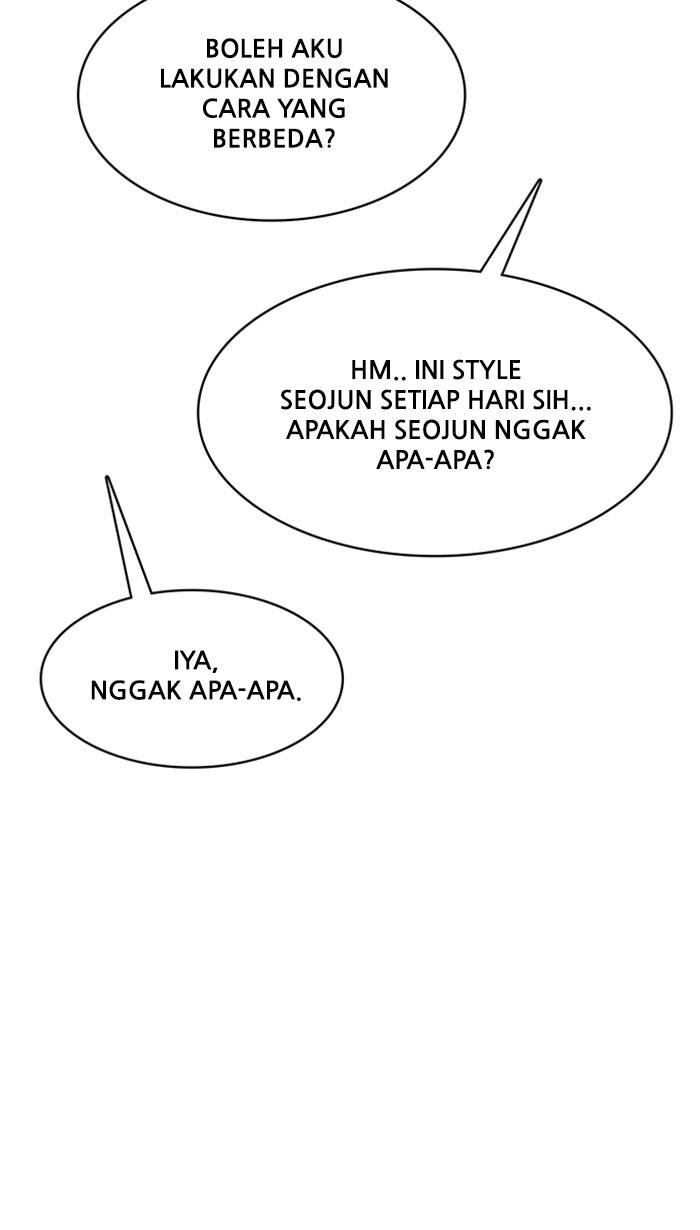 BOLEH AKU
LAKUKAN DENGAN
CARA YANG
BERBEDA?
HM.. INI STYLE
SEOJUN SETIAP HARI SIH...
APAKAH SEOJUN NGGAK
APA-APA?
IYA,
NGGAK APA-APA.